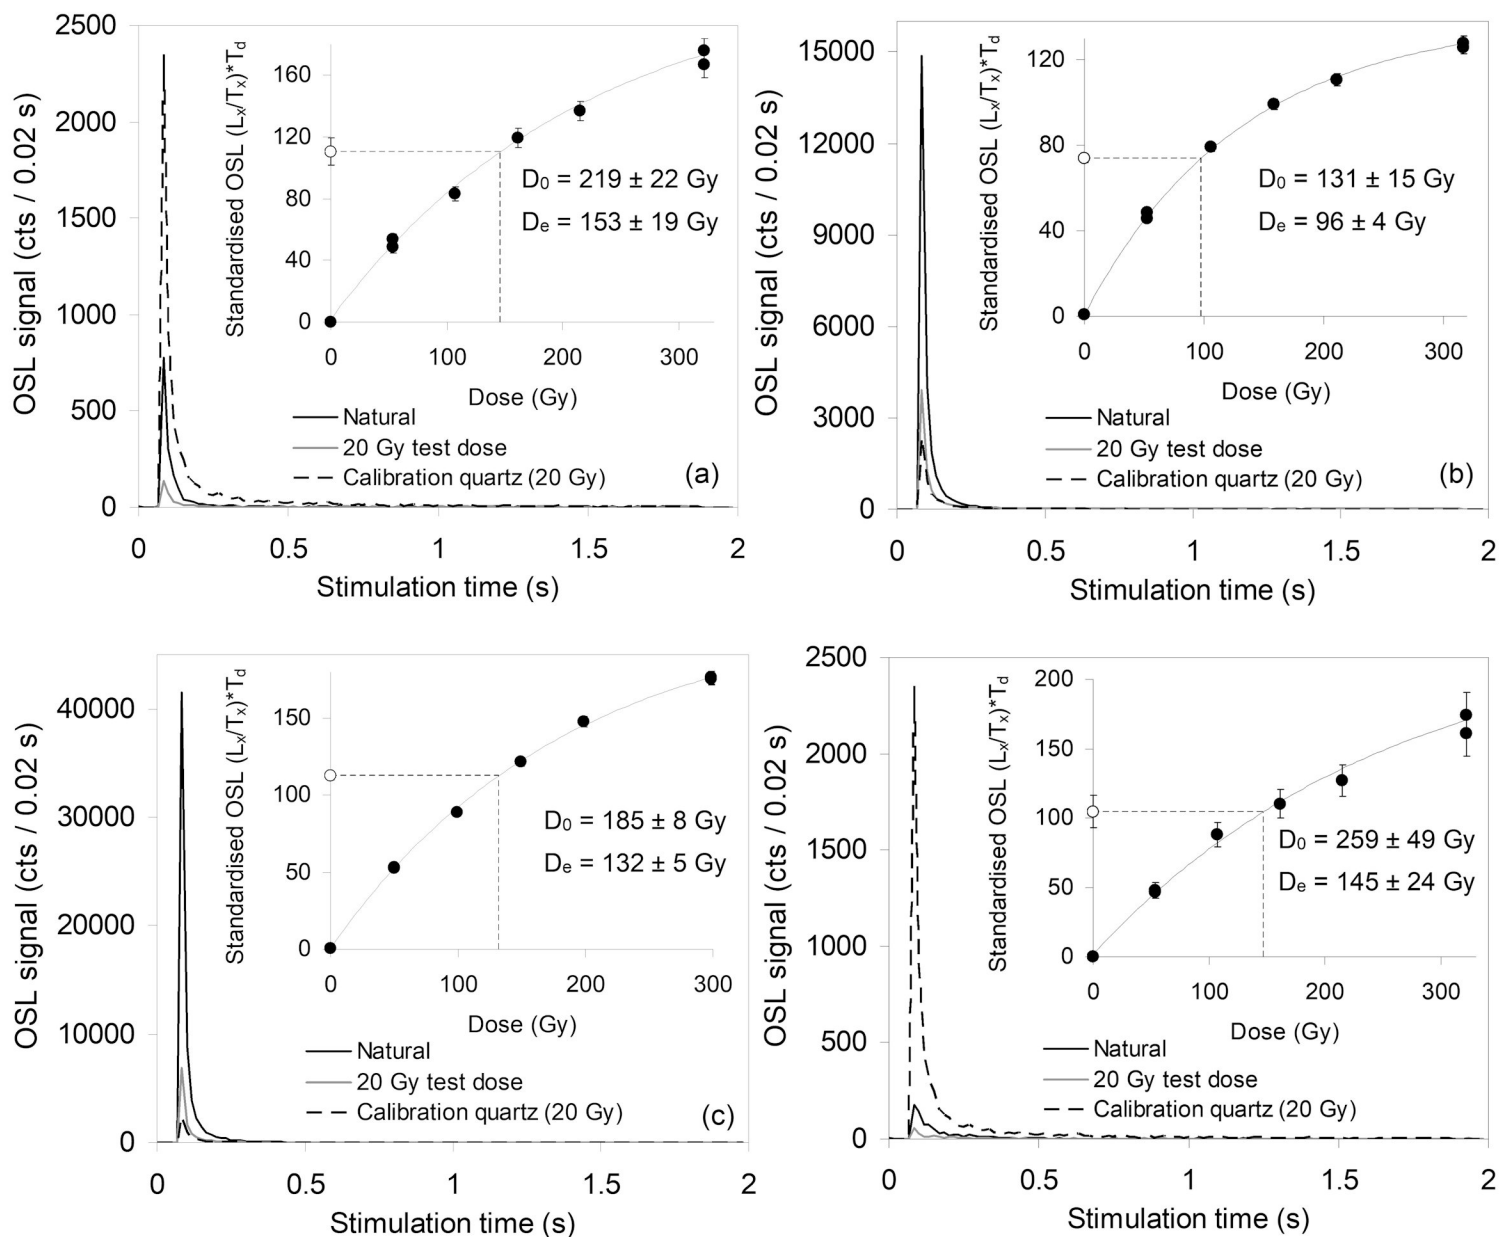 2500
2000
1500
1000
500
0
0
0.5
1
1.5
2
OSL signal (cts / 0.02 s)
Stimulation time (s)
Standardised OSL (Lx/Tx)*Td
160
120
80
40
0
0
100
200
300
Dose (Gy)
D0 = 219 ± 22 Gy
De = 153 ± 19 Gy
Natural
20 Gy test dose
Calibration quartz (20 Gy)
(a)
15000
12000
9000
6000
3000
0
0
0.5
1
1.5
2
OSL signal (cts / 0.02 s)
Stimulation time (s)
Standardised OSL (Lx/Tx)*Td
120
80
40
0
0
100
200
300
Dose (Gy)
D0 = 131 ± 15 Gy
De = 96 ± 4 Gy
Natural
20 Gy test dose
Calibration quartz (20 Gy)
(b)
40000
30000
20000
10000
0
0
0.5
1
1.5
2
OSL signal (cts / 0.02 s)
Stimulation time (s)
Standardised OSL (Lx/Tx)*Td
150
100
50
0
0
100
200
300
Dose (Gy)
D0 = 185 ± 8 Gy
De = 132 ± 5 Gy
Natural
20 Gy test dose
Calibration quartz (20 Gy)
(c)
2500
2000
1500
1000
500
0
0
0.5
1
1.5
2
OSL signal (cts / 0.02 s)
Stimulation time (s)
Standardised OSL (Lx/Tx)*Td
200
150
100
50
0
0
100
200
300
Dose (Gy)
D0 = 259 ± 49 Gy
De = 145 ± 24 Gy
Natural
20 Gy test dose
Calibration quartz (20 Gy)